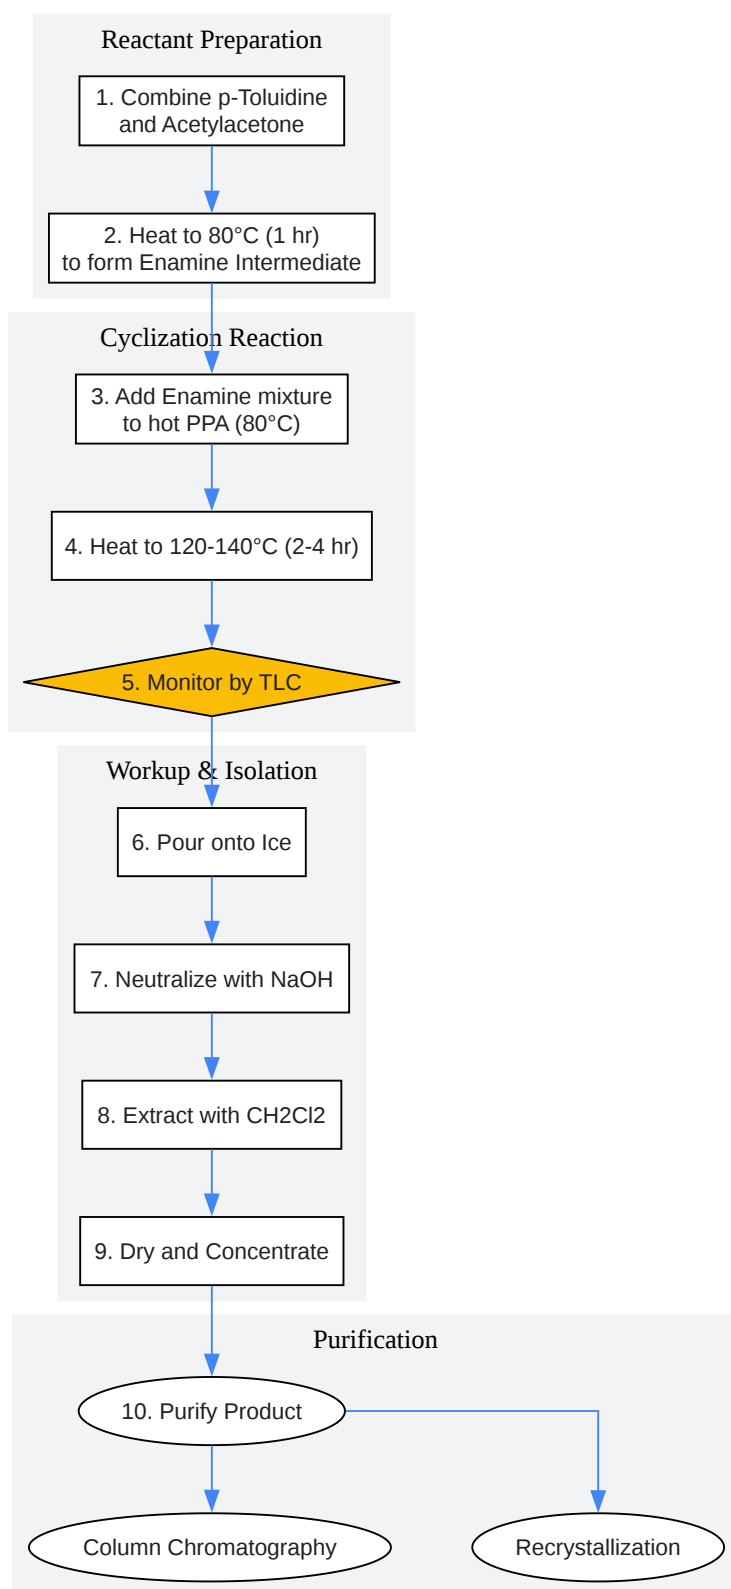 Reactant Preparation
1. Combine p-Toluidine
and Acetylacetone
2. Heat to 80°C (1 hr)
to form Enamine Intermediate
Cyclization Reaction
3. Add Enamine mixture
to hot PPA (80°C)
4. Heat to 120-140°C (2-4 hr)
5. Monitor by TLC
Workup & Isolation
6. Pour onto Ice
7. Neutralize with NaOH
8. Extract with CH2Cl2
9. Dry and Concentrate
Purification
10. Purify Product
Column Chromatography
Recrystallization